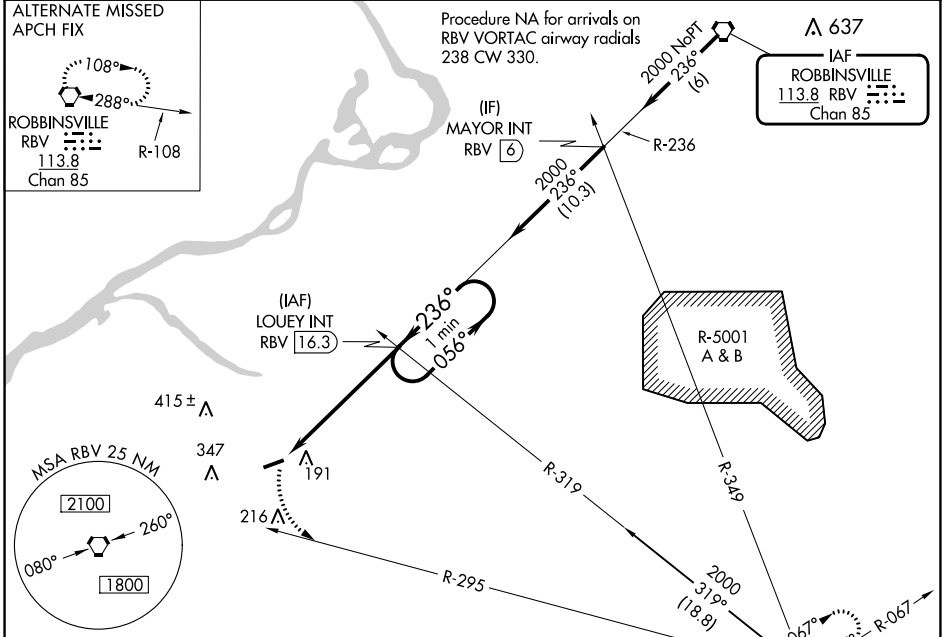 ALTERNATE MISSED
APCH FIX
108°
288°
ROBBINSVILLE
RBV
113.8
Chan 85
R-108
Procedure NA for arrivals on
RBV VORTAC airway radials
238 CW 330.
2000 NoPT
236°
(6)
637
IAF
ROBBINSVILLE
113.8 RBV
Chan 85
(IF)
MAYOR INT
RBV 6
R-236
2000
236°
(10.3)
(IAF)
LOUEY INT
RBV 16.3
236°
1 min
056°
R-5001
A & B
415 ±
347
191
216
MSA RBV 25 NM
2100
260°
080°
1800
R-319
R-349
R-295
2000
319°
(18.8)
067°
R-067